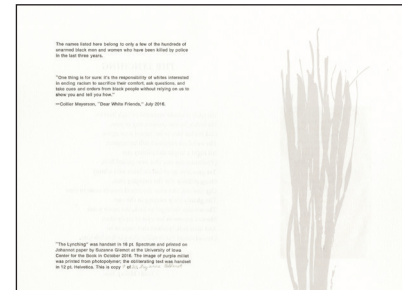 The names listed here belong to only a few of the hundreds of
unarmed black men and women who have been killed by police
in the last three years.
"One thing is for sure: it's the responsibility of whites interested
in ending racism to sacrifice their comfort, ask questions, and
take cues and orders from black people without relying on us to
show you and tell you how."
—Collier Meyerson, "Dear White Friends," July 2016.
"The Lynching" was handset in 16 pt. Spectrum and printed on
Johannot paper by Suzanne Glemot at the University of Iowa
Center for the Book in October 2016. The image of purple millet
was printed from photopolymer; the obliterating text was handset
in 12 pt. Helvetica. This is copy of